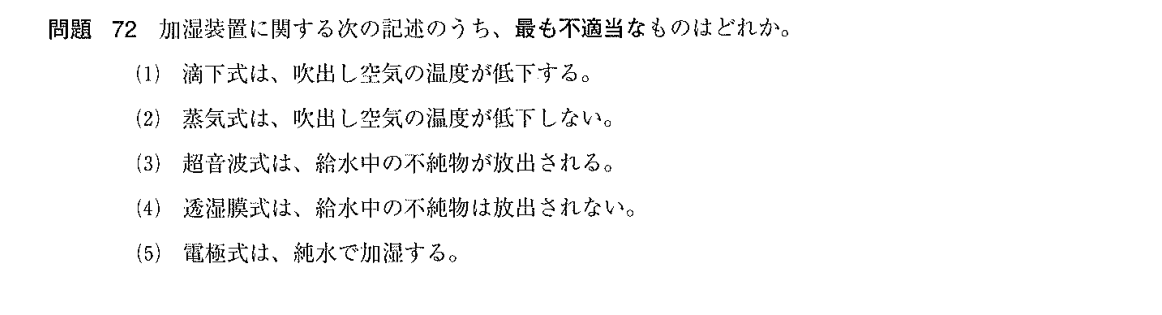 問題 72 加湿装置に関する次の記述のうち、最も不適当なものはどれか。
(1) 滴下式は、吹出し空気の温度が低下する。
(2) 蒸気式は、吹出し空気の温度が低下しない。
(3) 超音波式は、給水中の不純物が放出される。
(4) 透湿膜式は、給水中の不純物は放出されない。
(5) 電極式は、純水で加湿する。